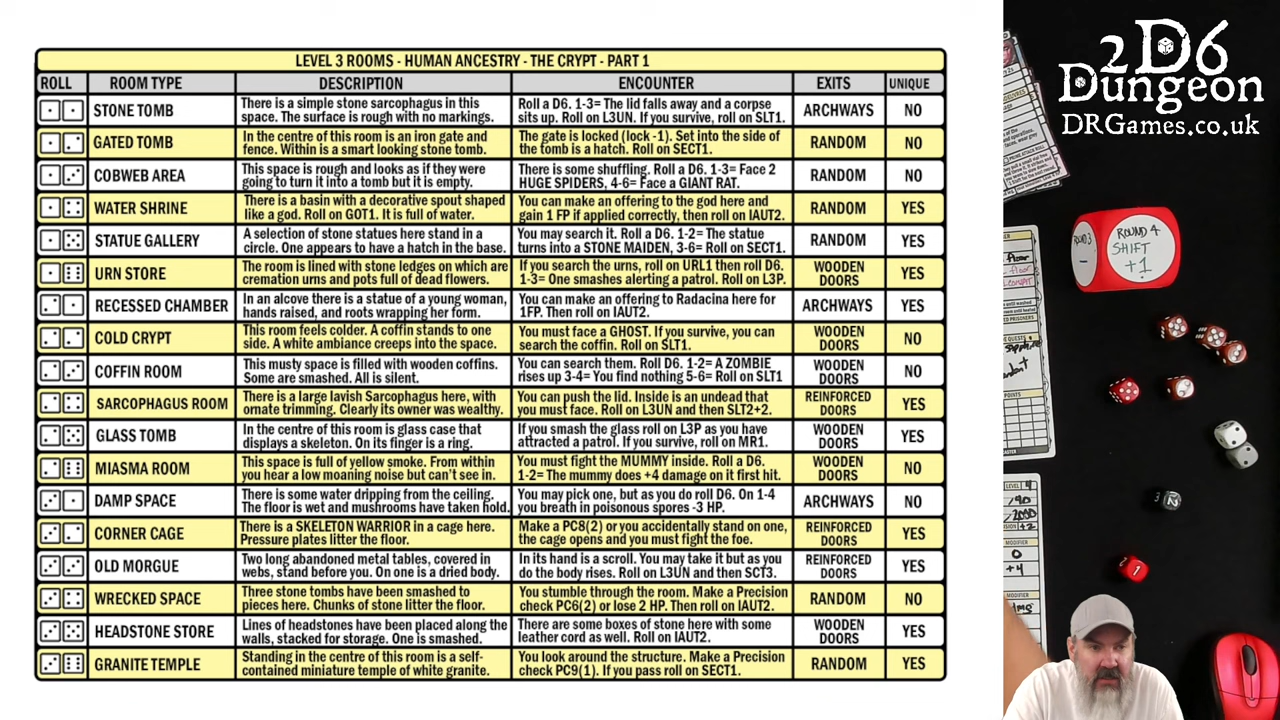 LEVEL 3 ROOMS - HUMAN ANCESTRY - THE CRYPT - PART 1
ROLL ROOM TYPE DESCRIPTION ENCOUNTER EXITS UNIQUE
STONE TOMB There is a simple stone sarcophagus in this Roll a D6. 1-3= The lid falls away and a corpse ARCHWAYS NO
space. The surface is rough with no markings. sits up. Roll on L3UN. If you survive, roll on SLT1.
GATED TOMB In the centre of this room is an iron gate and The gate is locked (lock -1). Set into the side of RANDOM NO
fence. Within is a smart looking stone tomb. the tomb is a hatch. Roll on SECT1.
COBWEB AREA This space is rough and looks as if they were There is some shuffling. Roll a D6. 1-3= Face 2 RANDOM NO
going to turn it into a tomb but it is empty. HUGE SPIDERS, 4-6= Face a GIANT RAT.
WATER SHRINE There is a basin with a decorative spout shaped You can make an offering to the god here and RANDOM YES
like a god. Roll on GOT1. It is full of water. gain 1 FP if applied correctly, then roll on IAUT2.
STATUE GALLERY A selection of stone statues here stand in a You may search it. Roll a D6. 1-2= The statue RANDOM YES
circle. One appears to have a hatch in the base. turns into a STONE MAIDEN, 3-6= Roll on SECT1.
URN STORE The room is lined with stone ledges on which are If you search the urns, roll on URL1 then roll D6. WOODEN DOORS YES
cremation urns and pots full of dead flowers. 1-3= One smashes alerting a patrol. Roll on L3P.
RECESSED CHAMBER In an alcove there is a statue of a young woman, You can make an offering to Radacina here for ARCHWAYS YES
hands raised, and roots wrapping her form. 1FP. Then roll on IAUT2.
COLD CRYPT This room feels colder. A coffin stands to one You must face a GHOST. If you survive, you can WOODEN DOORS NO
side. A white ambiance creeps into the space. search the coffin. Roll on SLT1.
COFFIN ROOM This musty space is filled with wooden coffins. You can search them. Roll D6. 1-2= A ZOMBIE WOODEN DOORS NO
Some are smashed. All is silent. rises up 3-4= You find nothing 5-6= Roll on SLT1
SARCOPHAGUS ROOM There is a large lavish Sarcophagus here, with You can push the lid. Inside is an undead that REINFORCED DOORS YES
ornate trimming. Clearly its owner was wealthy. you must face. Roll on L3UN and then SLT2+2.
GLASS TOMB In the centre of this room is glass case that If you smash the glass roll on L3P as you have WOODEN DOORS YES
displays a skeleton. On its finger is a ring. attracted a patrol. If you survive, roll on MR1.
MIASMA ROOM This space is full of yellow smoke. From within You must fight the MUMMY inside. Roll a D6. WOODEN DOORS NO
you hear a low moaning noise but can't see in. 1-2= The mummy does +4 damage on it first hit.
DAMP SPACE There is some water dripping from the ceiling. You may pick one, but as you do roll D6. On 1-4 ARCHWAYS NO
The floor is wet and mushrooms have taken hold. you breath in poisonous spores -3 HP.
CORNER CAGE There is a SKELETON WARRIOR in a cage here. Make a PC8(2) or you accidentally stand on one, REINFORCED DOORS YES
Pressure plates litter the floor. the cage opens and you must fight the foe.
OLD MORGUE Two long abandoned metal tables, covered in In its hand is a scroll. You may take it but as you REINFORCED DOORS YES
webs, stand before you. On one is a dried body. do the body rises. Roll on L3UN and then SCT3.
WRECKED SPACE Three stone tombs have been smashed to You stumble through the room. Make a Precision RANDOM NO
pieces here. Chunks of stone litter the floor. check PC6(2) or lose 2 HP. Then roll on IAUT2.
HEADSTONE STORE Lines of headstones have been placed along the There are some boxes of stone here with some WOODEN DOORS YES
walls, stacked for storage. One is smashed. leather cord as well. Roll on IAUT2.
GRANITE TEMPLE Standing in the centre of this room is a self- You look around the structure. Make a Precision RANDOM YES
contained miniature temple of white granite. check PC9(1). If you pass roll on SECT1.
2D6
Dungeon
DRGames.co.uk
ROUND 3
-
ROUND 4
SHIFT
+1
floor
POINTS
LEVEL 4
MODIFIER
0
+4
MODIFIER